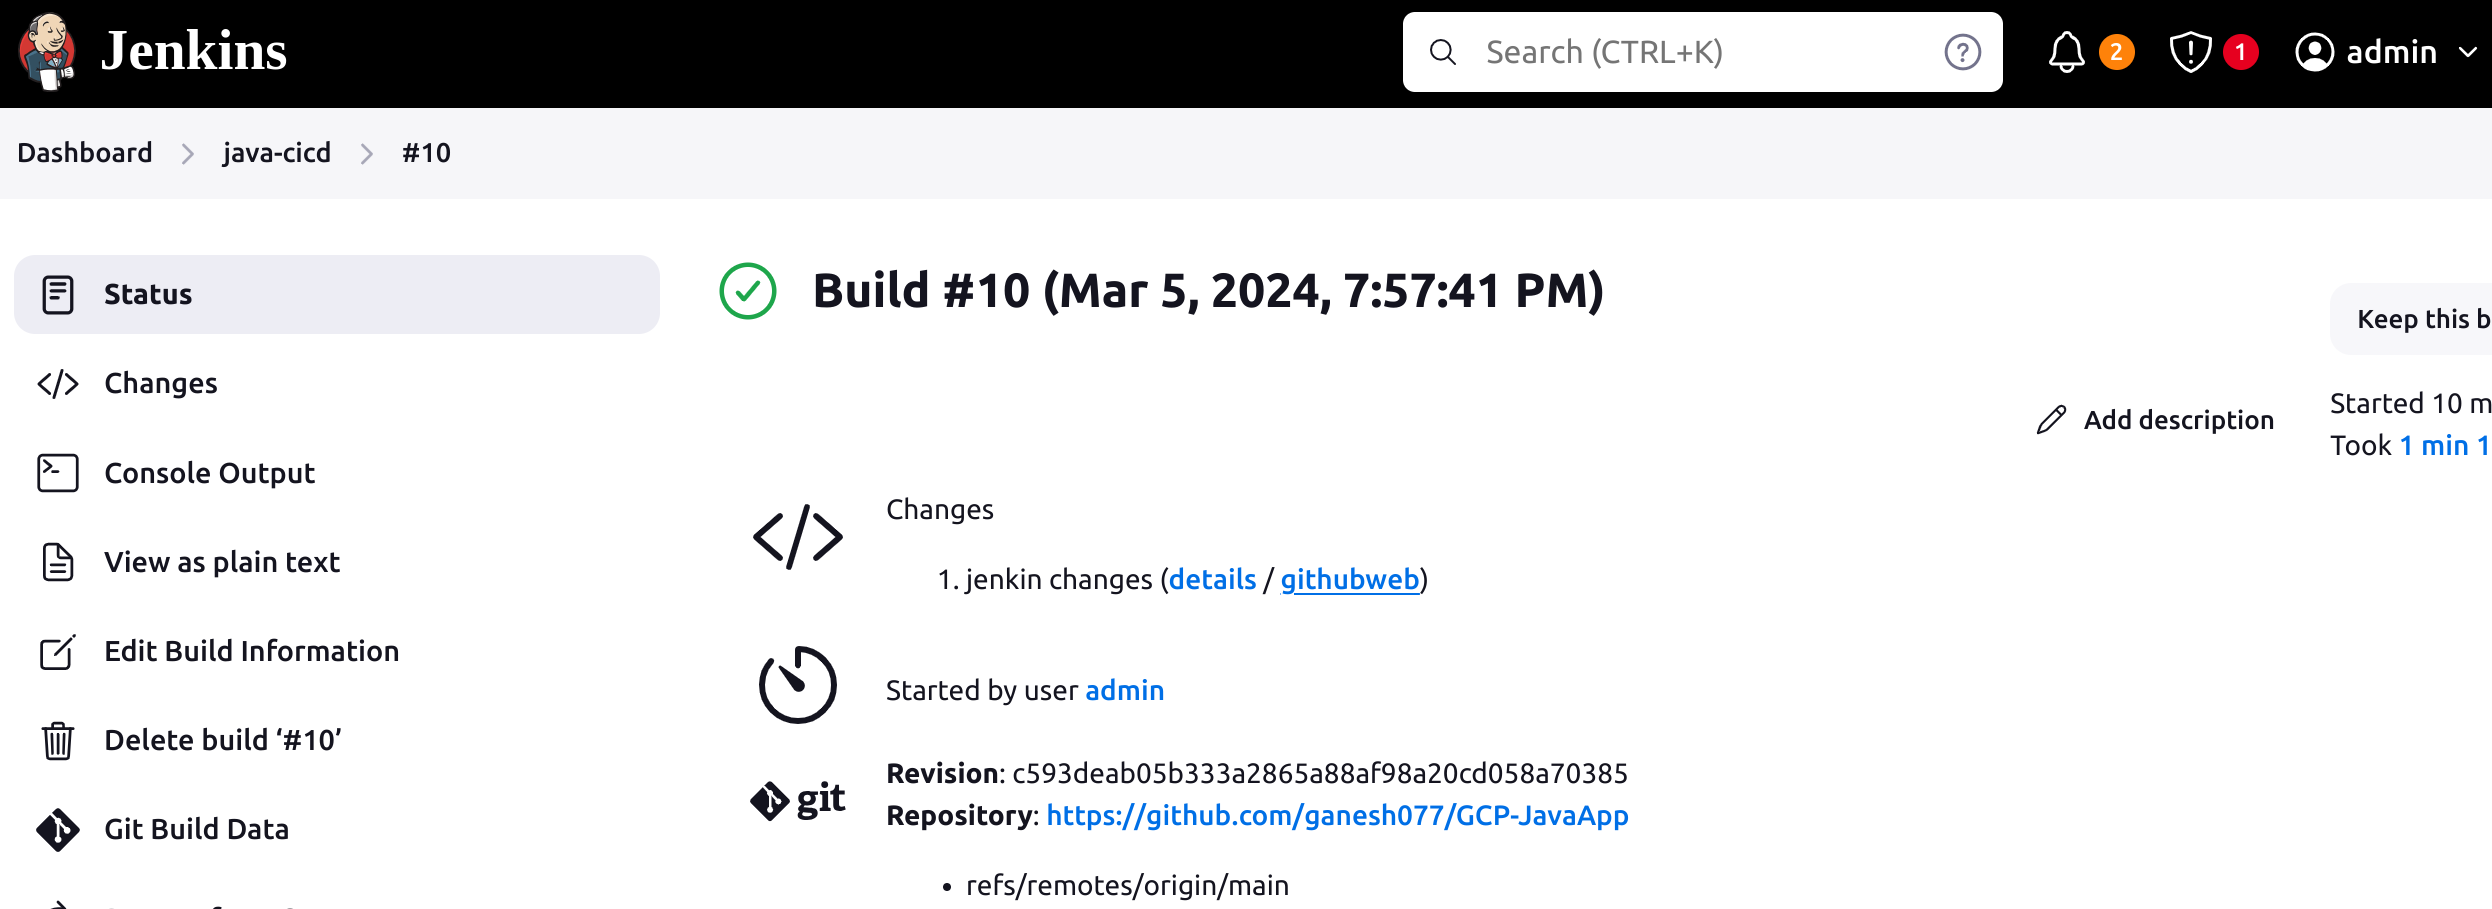 Jenkins
Search (CTRL+K)
2
1
admin
Dashboard
java-cicd
#10
Status
Build #10 (Mar 5, 2024, 7:57:41 PM)
Keep this b
Changes
Add description
Started 10 m
Took 1 min 1
Console Output
Changes
1. jenkin changes (details / githubweb)
View as plain text
Edit Build Information
Started by user admin
Delete build ‘#10’
Revision: c593deab05b333a2865a88af98a20cd058a70385
git
Repository: https://github.com/ganesh077/GCP-JavaApp
Git Build Data
refs/remotes/origin/main